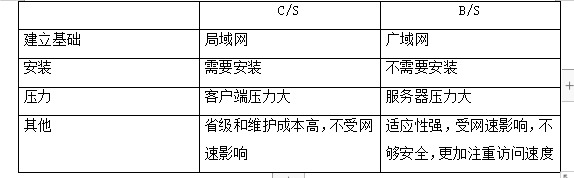 C/S B/S
建立基础 局域网 广域网
安装 需要安装 不需要安装
压力 客户端压力大 服务器压力大
其他 省级和维护成本高，不受网 适应性强，受网速影响，不
速影响 够安全，更加注重访问速度